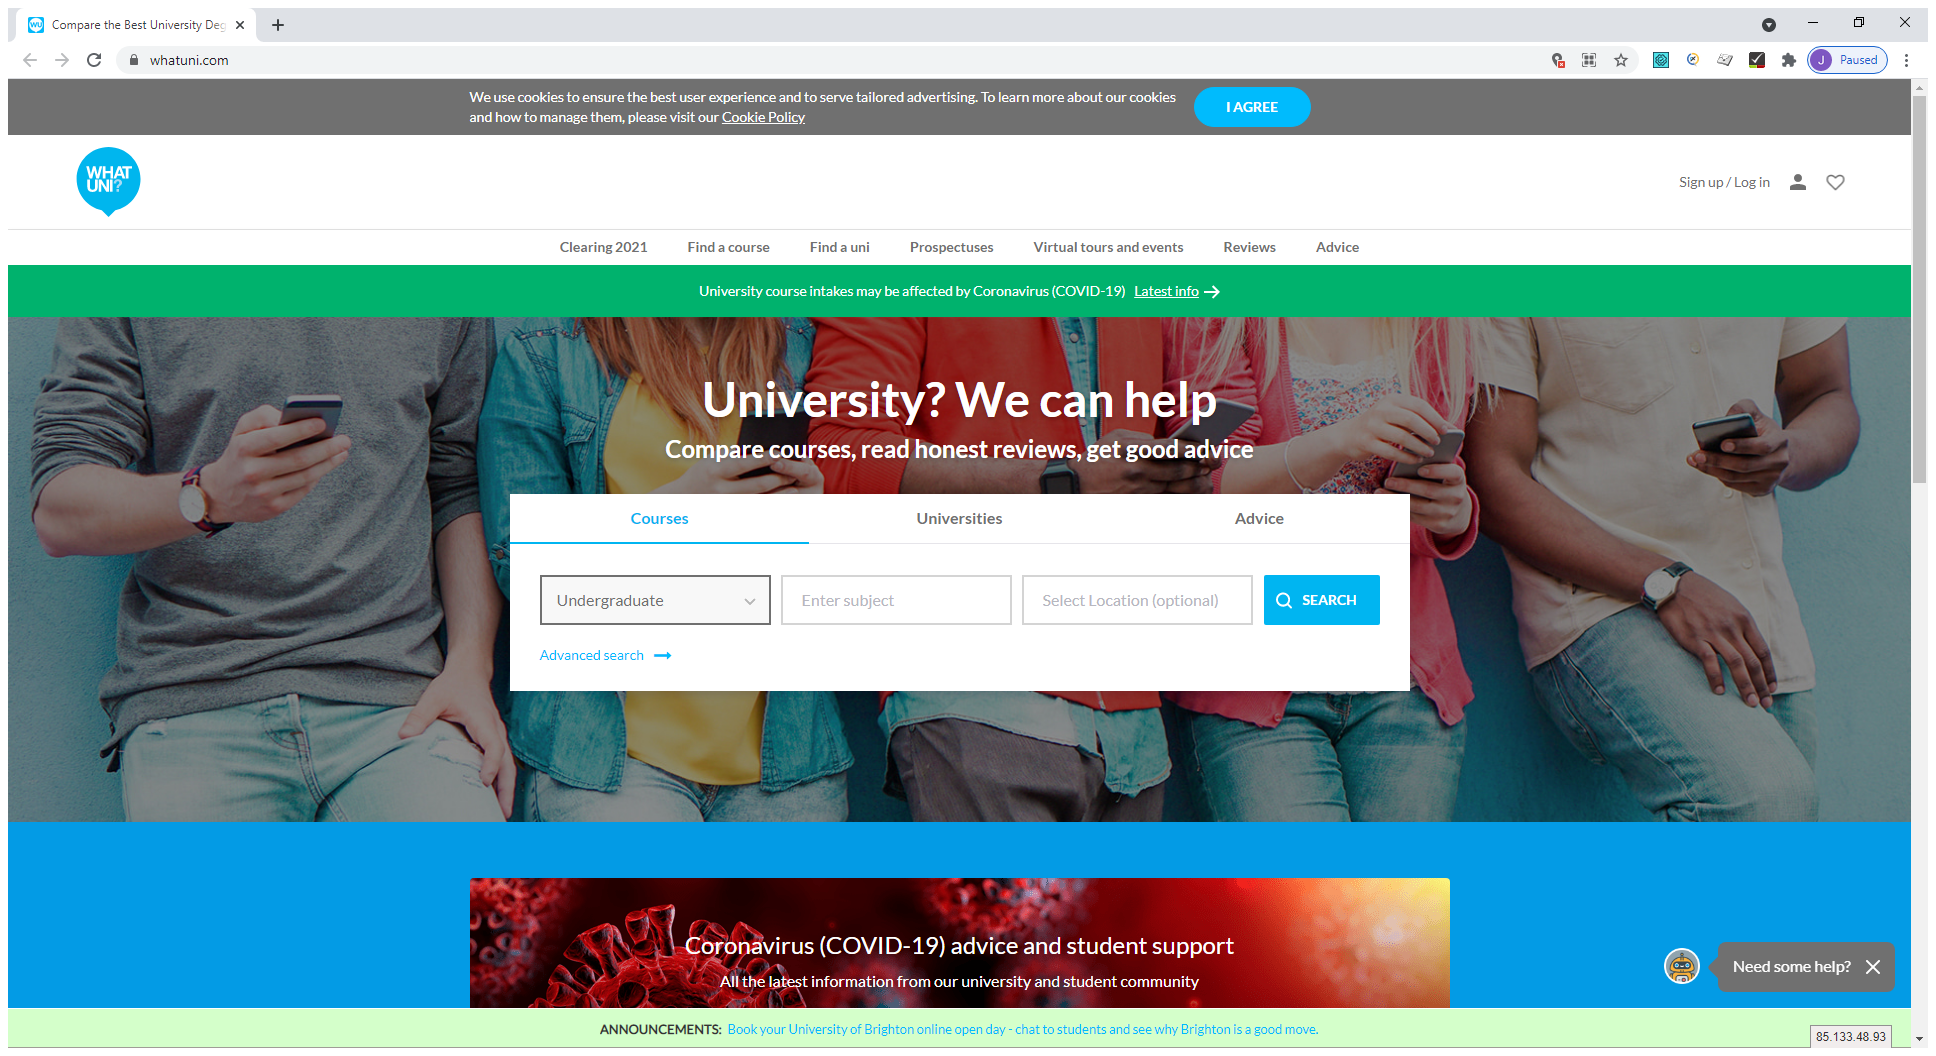 Compare the Best University Deg
whatuni.com
J Paused
We use cookies to ensure the best user experience and to serve tailored advertising. To learn more about our cookies
and how to manage them, please visit our Cookie Policy
I AGREE
WHAT
UNI?
Sign up / Log in
Clearing 2021 Find a course Find a uni Prospectuses Virtual tours and events Reviews Advice
University course intakes may be affected by Coronavirus (COVID-19) Latest info
University? We can help
Compare courses, read honest reviews, get good advice
Courses Universities Advice
Undergraduate Enter subject Select Location (optional) SEARCH
Advanced search
Coronavirus (COVID-19) advice and student support
All the latest information from our university and student community
Need some help?
ANNOUNCEMENTS: Book your University of Brighton online open day - chat to students and see why Brighton is a good move.
85.133.48.93